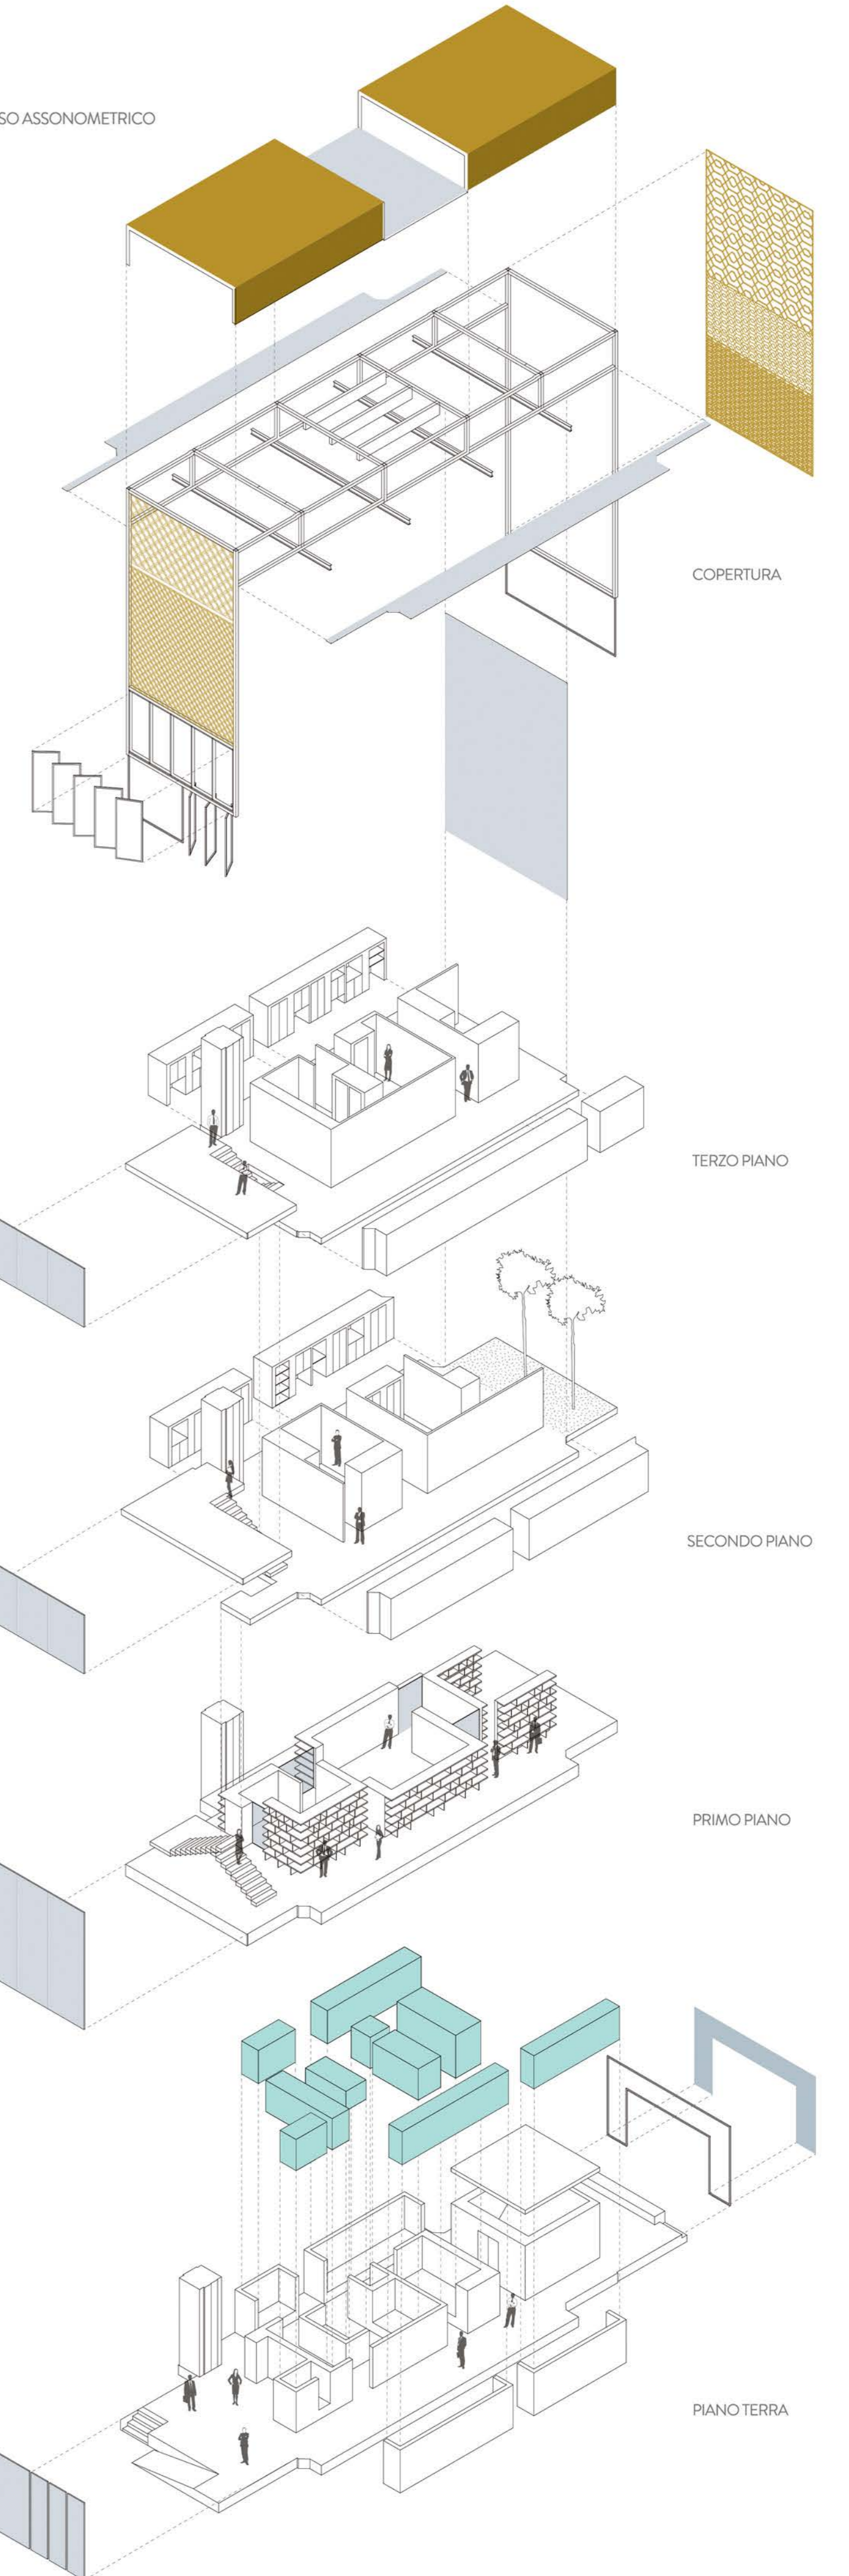 SO ASSONOMETRICO
COPERTURA
TERZO PIANO
SECONDO PIANO
PRIMO PIANO
PIANO TERRA